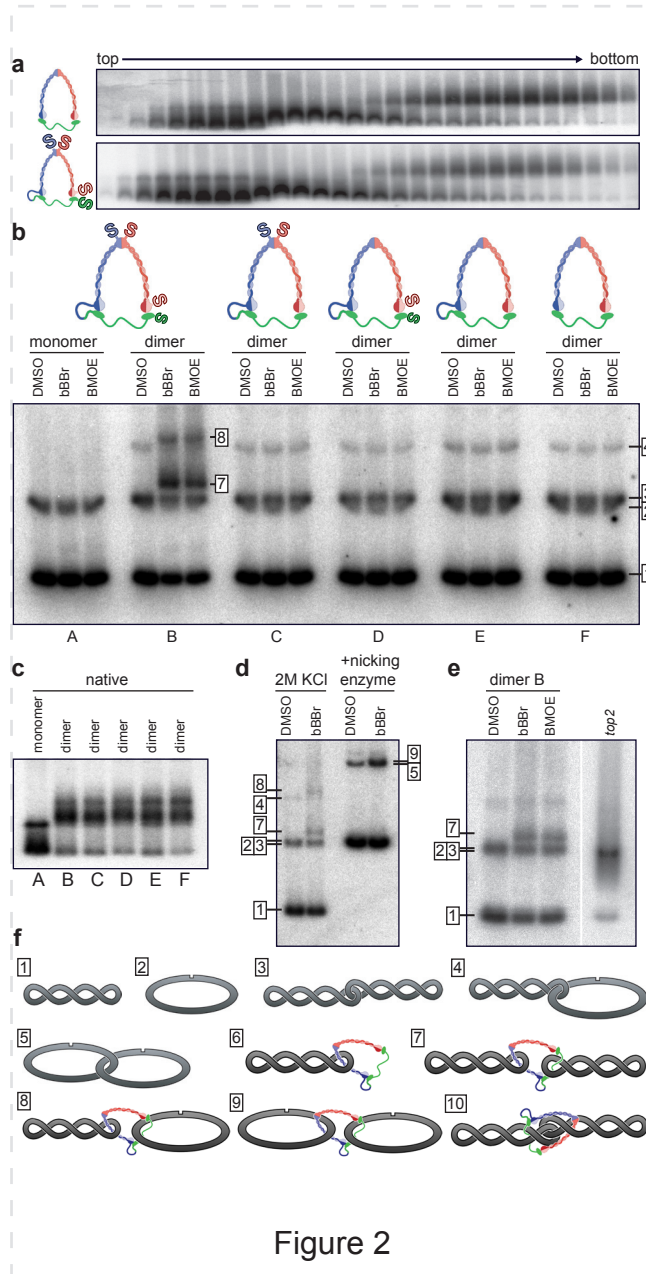 top bottom
a
S S
S
S
b
S S S S
S S
S S
monomer dimer dimer dimer dimer dimer
DMSO bBBr BMOE DMSO bBBr BMOE DMSO bBBr BMOE DMSO bBBr BMOE DMSO bBBr BMOE DMSO bBBr BMOE
8
7
A B C D E F
c d e
native 2M KCl +nicking enzyme dimer B
monomer dimer dimer dimer dimer dimer
DMSO bBBr DMSO bBBr
DMSO bBBr BMOE top2
9
5
8
4
7
2 3
1
7
2 3
1
A B C D E F
f
1 2 3 4
5 6 7
8 9 10
Figure 2